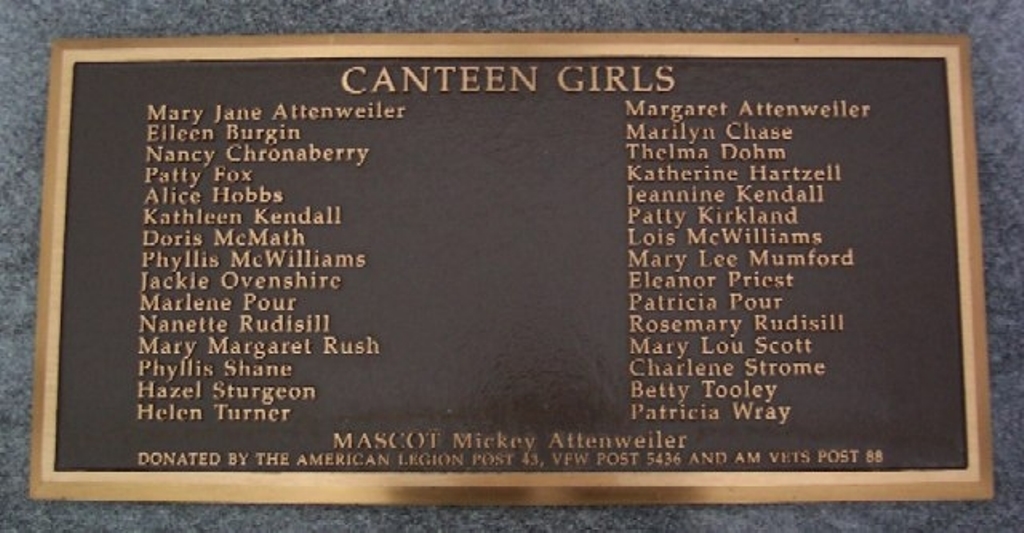 CANTEEN GIRLS
Mary Jane Attenweiler
Eileen Burgin
Nancy Chronaberry
Patty Fox
Alice Hobbs
Kathleen Kendall
Doris McMath
Phyllis McWilliams
Jackie Ovenshire
Marlene Pour
Nanette Rudisill
Mary Margaret Rush
Phyllis Shane
Hazel Sturgeon
Helen Turner
Margaret Attenweiler
Marilyn Chase
Thelma Dohm
Katherine Hartzell
Jeannine Kendall
Patty Kirkland
Lois McWilliams
Mary Lee Mumford
Eleanor Priest
Patricia Pour
Rosemary Rudisill
Mary Lou Scott
Charlene Strome
Betty Tooley
Patricia Wray
MASCOT Mickey Attenweiler
DONATED BY THE AMERICAN LEGION POST 43, VFW POST 5436 AND AM VETS POST 88